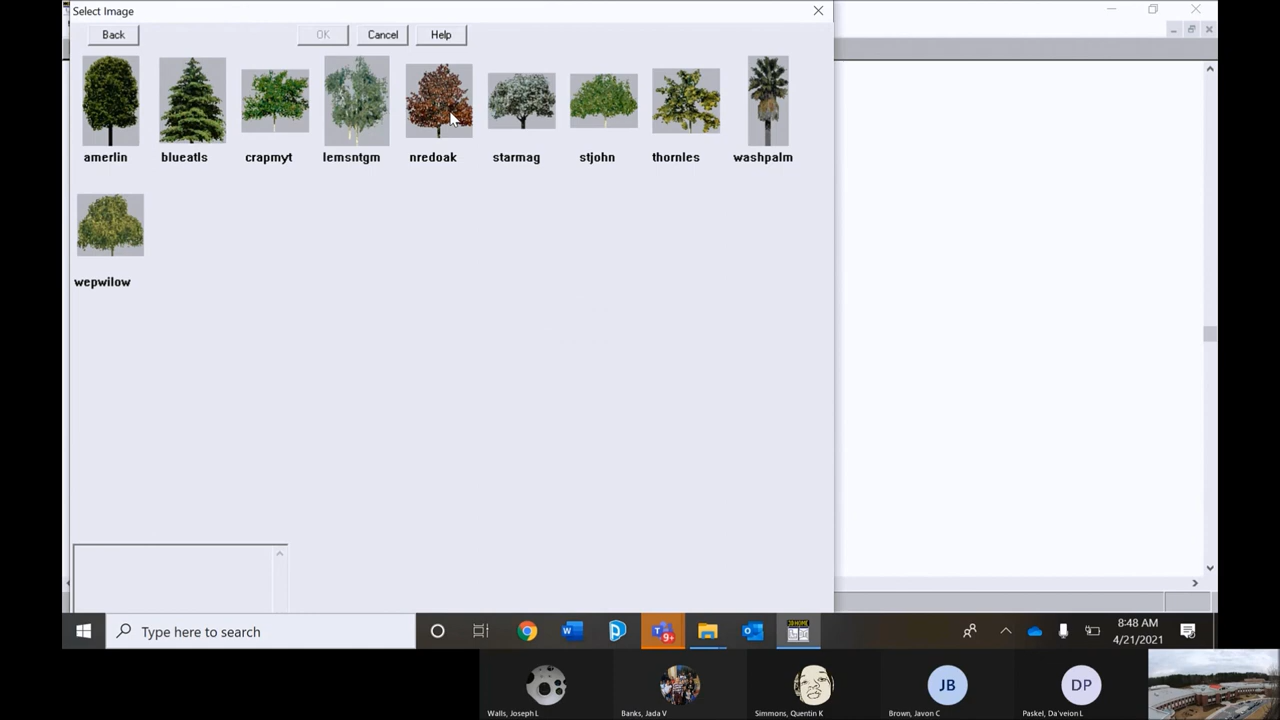 Select Image
Back OK Cancel Help
amerlin blueatls crapmyt lemsntgm nredoak starmag stjohn thornles washpalm
wepwilow
Type here to search
9+
8:48 AM
4/21/2021
JB DP
Walls, Joseph L Banks, Jada V Simmons, Quentin K Brown, Javon C Paskel, Da'veion L